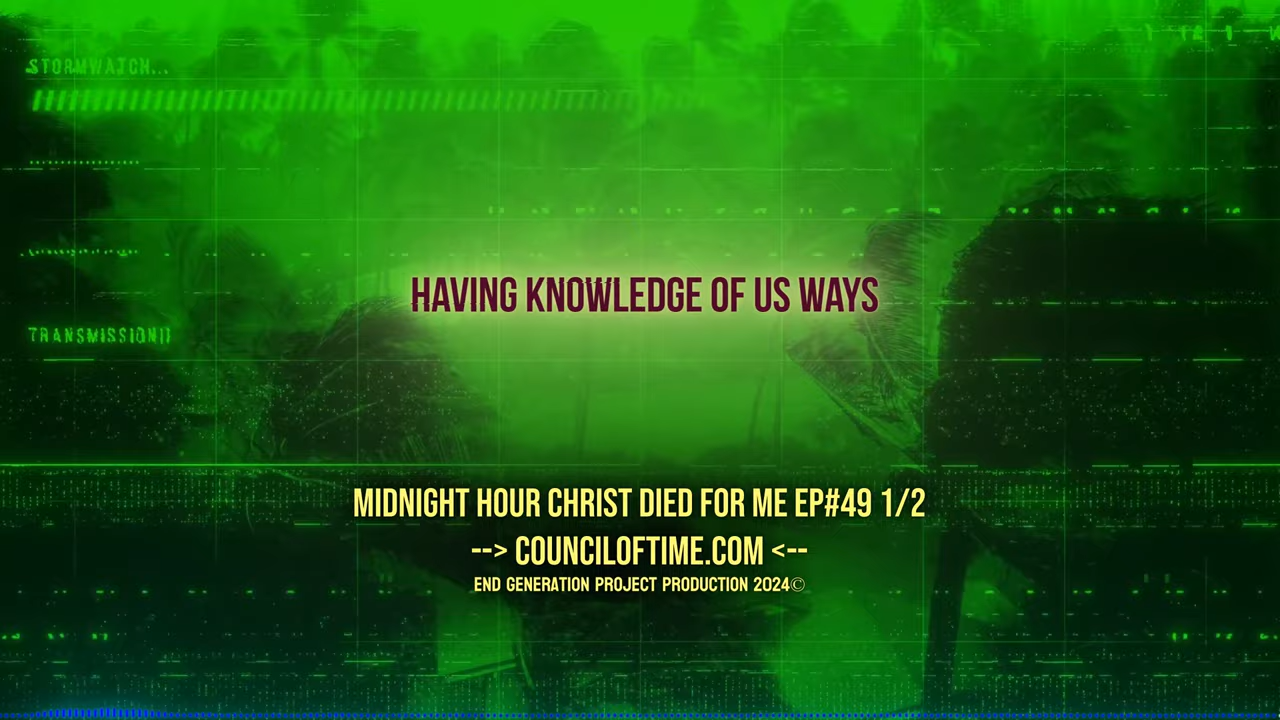 STORMWATCH...
TRANSMISSION!!
HAVING KNOWLEDGE OF US WAYS
MIDNIGHT HOUR CHRIST DIED FOR ME EP#49 1/2
--> COUNCILOFTIME.COM <--
END GENERATION PROJECT PRODUCTION 2024©